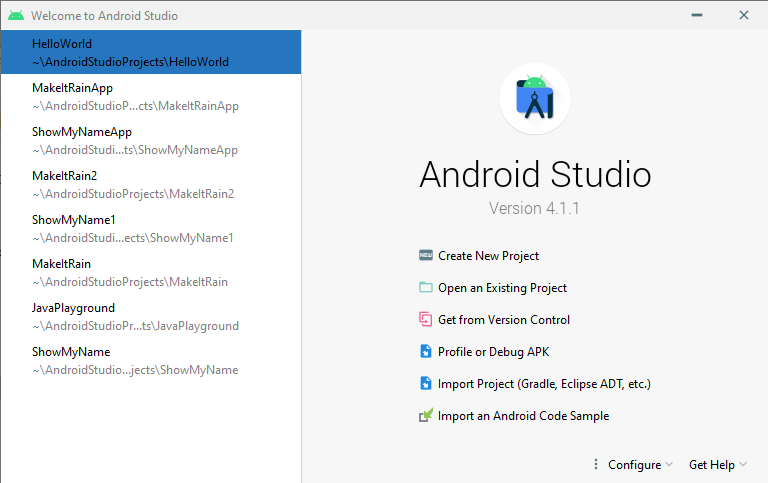 Welcome to Android Studio
HelloWorld
~\AndroidStudioProjects\HelloWorld
MakeItRainApp
~\AndroidStudioP...cts\MakeItRainApp
ShowMyNameApp
~\AndroidStudi...ts\ShowMyNameApp
MakeItRain2
~\AndroidStudioProjects\MakeItRain2
ShowMyName1
~\AndroidStudi...ects\ShowMyName1
MakeItRain
~\AndroidStudioProjects\MakeItRain
JavaPlayground
~\AndroidStudioPr...ts\JavaPlayground
ShowMyName
~\AndroidStudio...jects\ShowMyName
Android Studio
Version 4.1.1
NEW Create New Project
Open an Existing Project
Get from Version Control
Profile or Debug APK
Import Project (Gradle, Eclipse ADT, etc.)
Import an Android Code Sample
Configure
Get Help